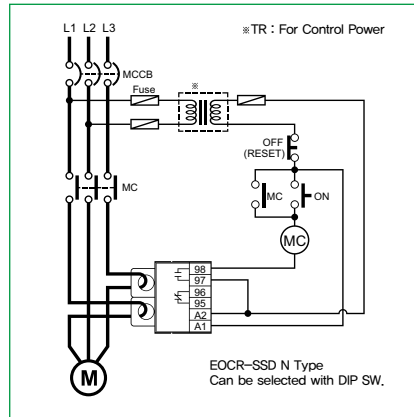 L1 L2 L3
※TR : For Control Power
MCCB
※
Fuse
OFF
(RESET)
MC
MC
ON
MC
98
97
96
95
A2
A1
M
EOCR-SSD N Type
Can be selected with DIP SW.